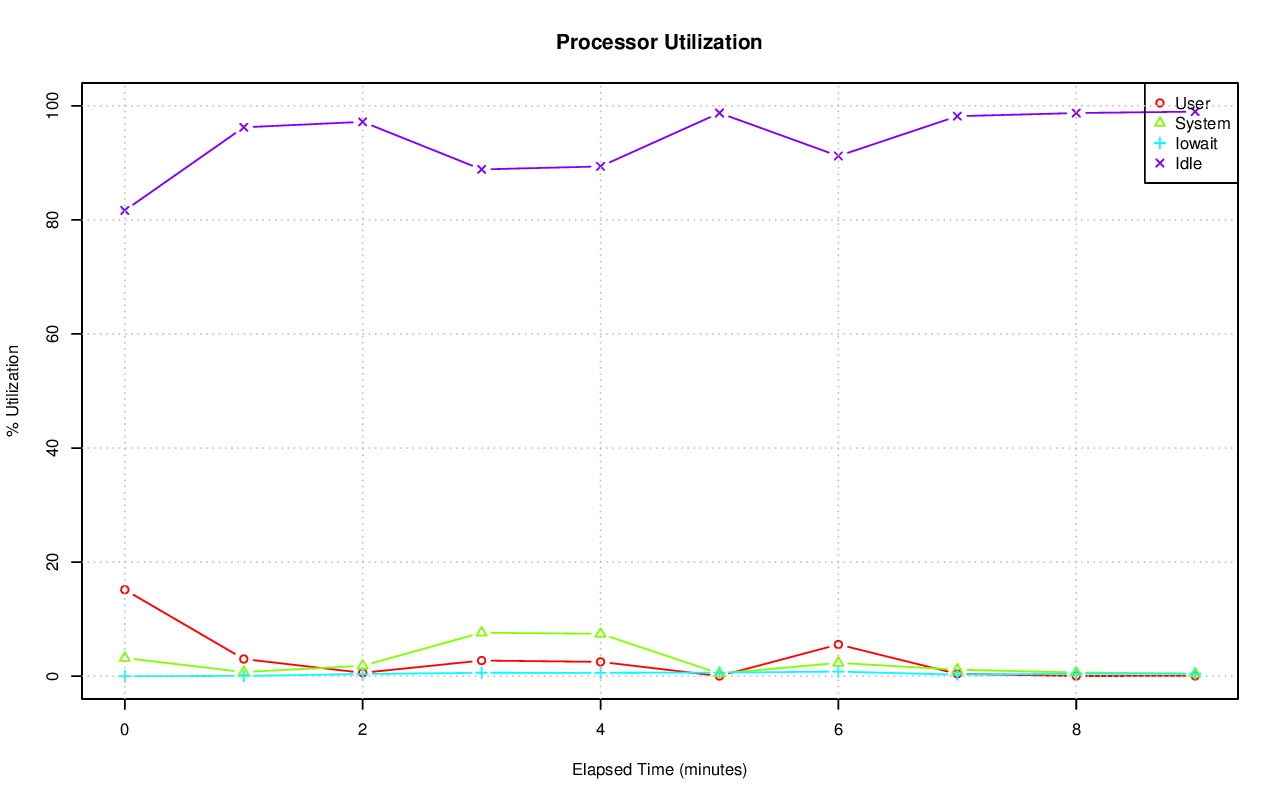 Processor Utilization
% Utilization
100
80
60
40
20
0
User
System
Iowait
Idle
0 2 4 6 8
Elapsed Time (minutes)